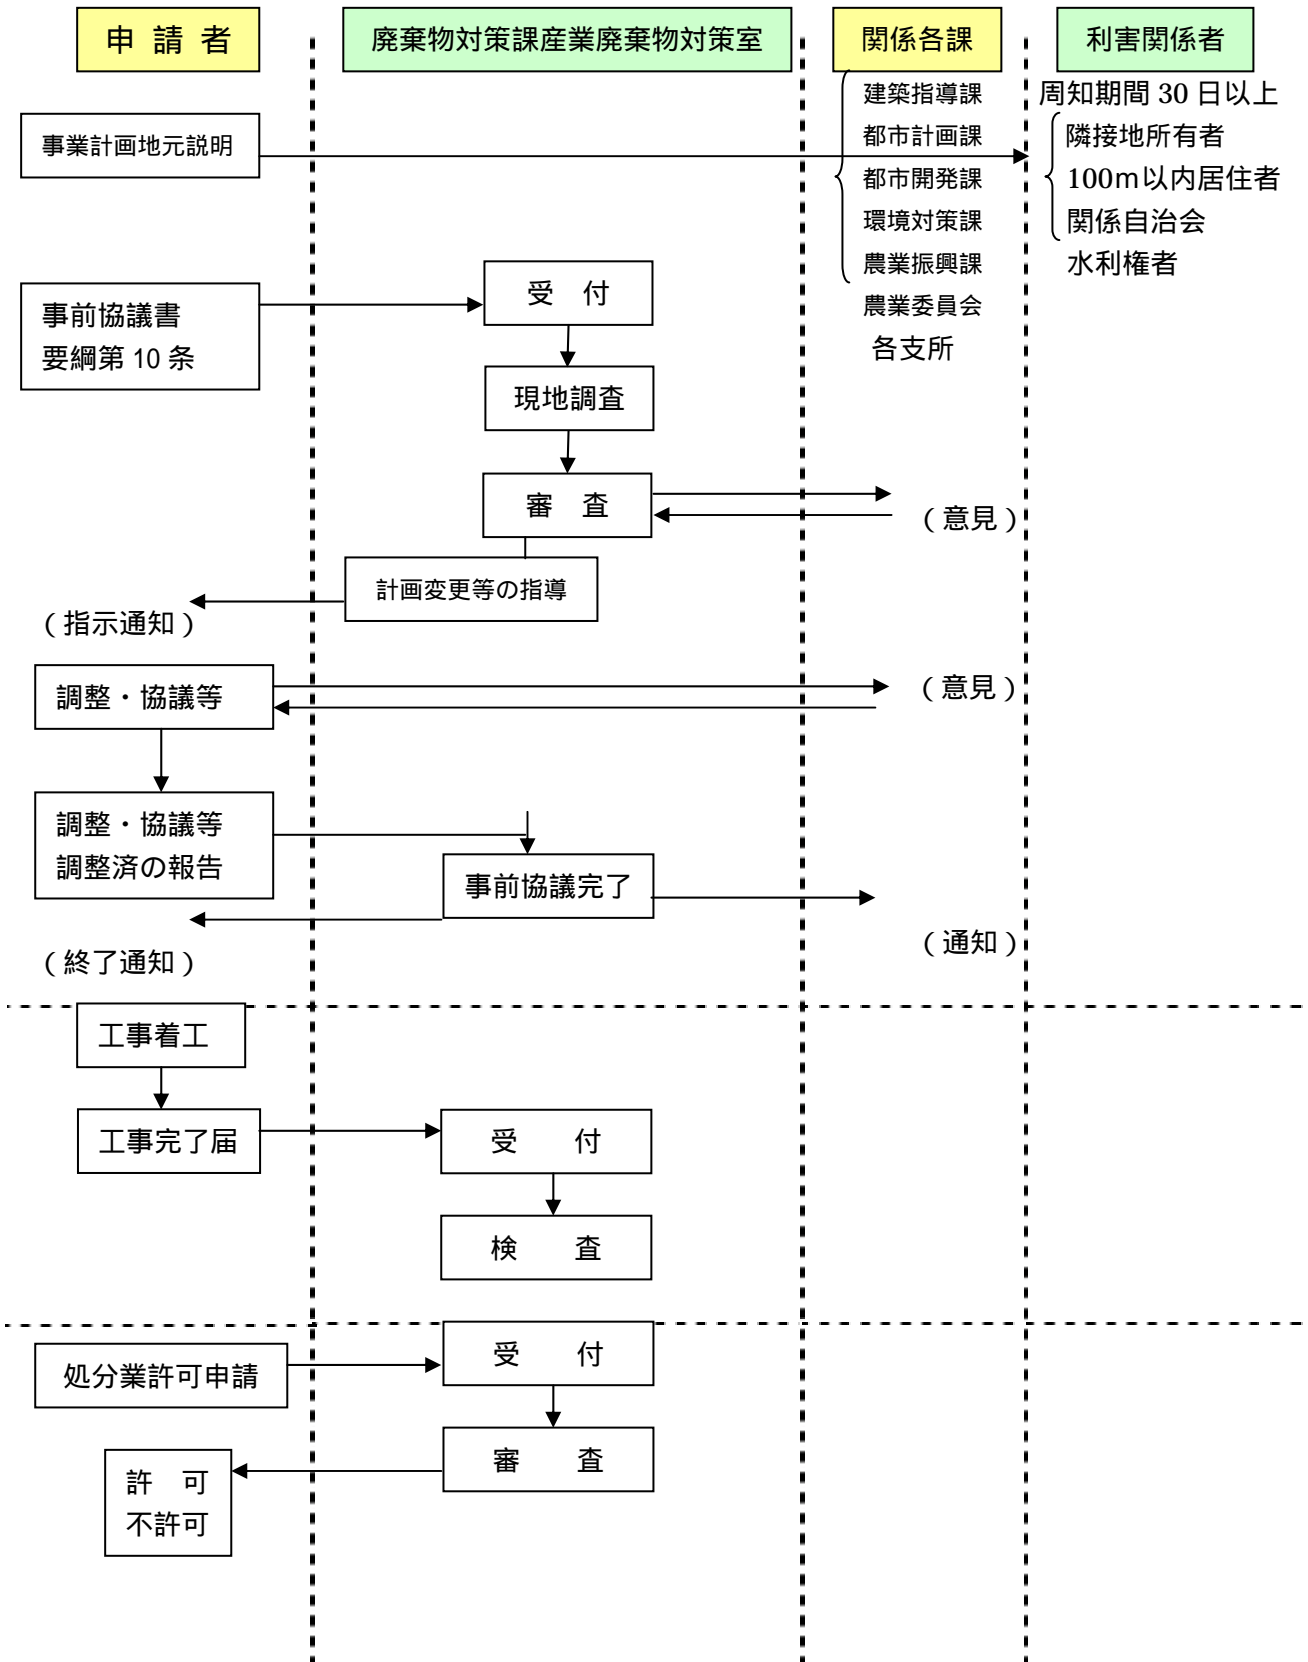 申 請 者
廃棄物対策課産業廃棄物対策室
関係各課
利害関係者
建築指導課
都市計画課
都市開発課
環境対策課
農業振興課
農業委員会
各支所
周知期間 30 日以上
隣接地所有者
100m以内居住者
関係自治会
水利権者
事業計画地元説明
事前協議書
要綱第 10 条
受 付
現地調査
審 査
(意見)
計画変更等の指導
(指示通知)
調整・協議等
(意見)
調整・協議等
調整済の報告
事前協議完了
(通知)
(終了通知)
工事着工
工事完了届
受 付
検 査
処分業許可申請
受 付
審 査
許 可
不許可